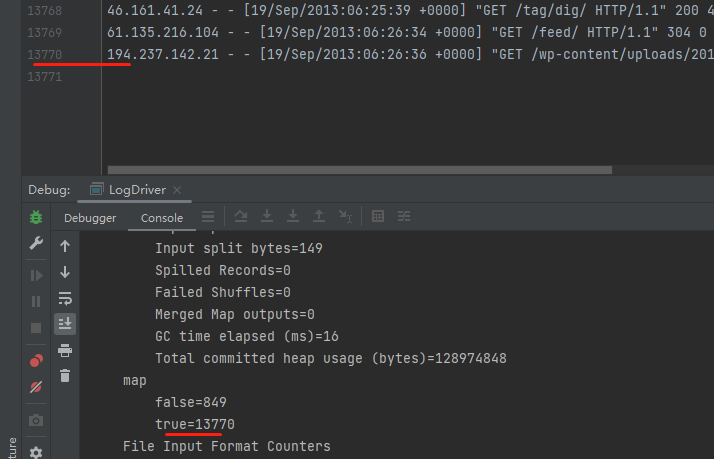 13768 46.161.41.24 - - [19/Sep/2013:06:25:39 +0000] "GET /tag/dig/ HTTP/1.1" 200 4
13769 61.135.216.104 - - [19/Sep/2013:06:26:34 +0000] "GET /feed/ HTTP/1.1" 304 0
13770 194.237.142.21 - - [19/Sep/2013:06:26:36 +0000] "GET /wp-content/uploads/201
13771
Debug: LogDriver
Debugger Console
Input split bytes=149
Spilled Records=0
Failed Shuffles=0
Merged Map outputs=0
GC time elapsed (ms)=16
Total committed heap usage (bytes)=128974848
map
false=849
true=13770
File Input Format Counters
ture